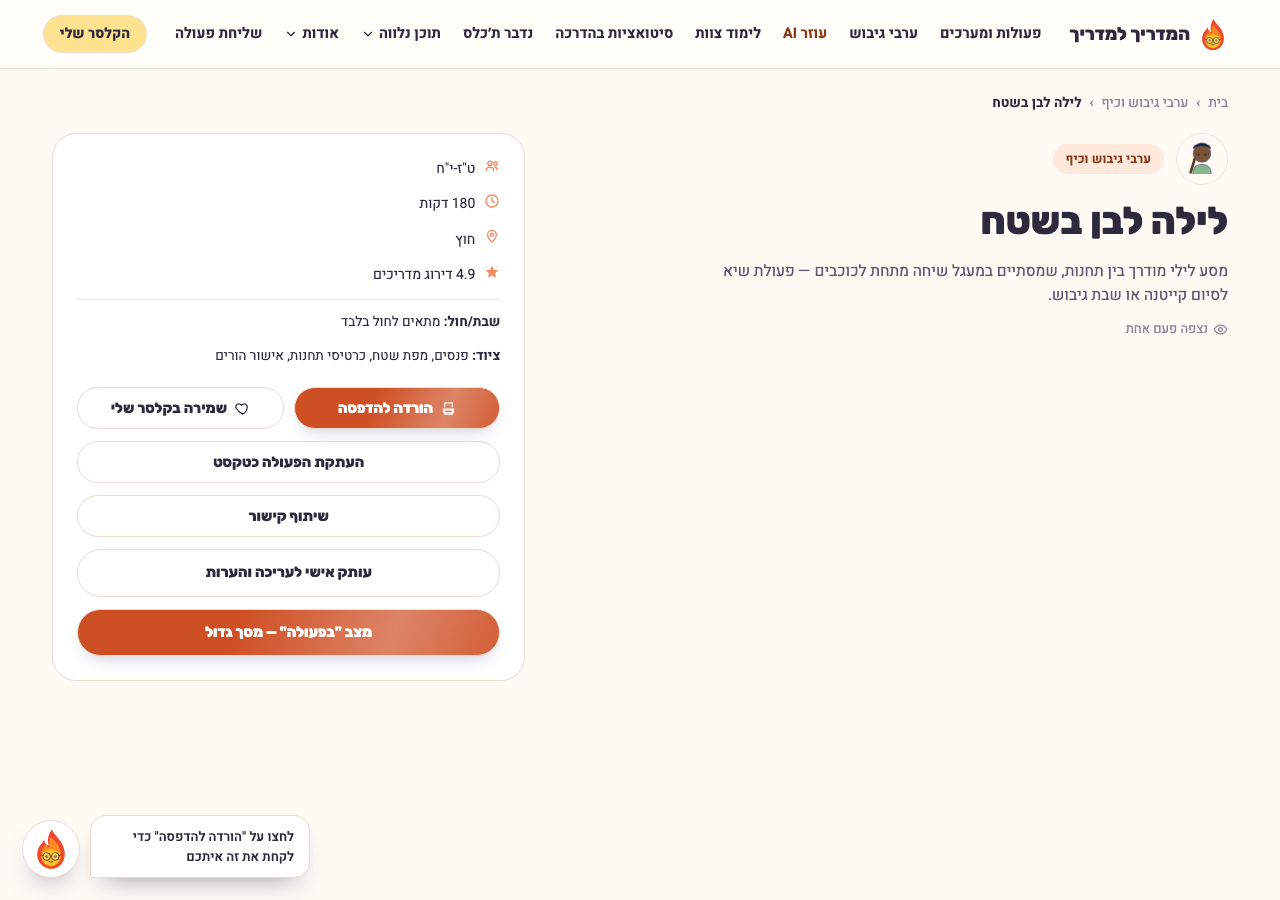 המדריך למדריך
פעולות ומערכים
ערבי גיבוש
עוזר AI
לימוד צוות
סיטואציות בהדרכה
נדבר ת'כלס
תוכן נלווה
אודות
שליחת פעולה
הקלסר שלי
בית › ערבי גיבוש וכיף › לילה לבן בשטח
ערבי גיבוש וכיף
לילה לבן בשטח
מסע לילי מודרך בין תחנות, שמסתיים במעגל שיחה מתחת לכוכבים — פעולת שיא
לסיום קייטנה או שבת גיבוש.
נצפה פעם אחת
ט"ז-י"ח
180 דקות
חוץ
4.9 דירוג מדריכים
שבת/חול: מתאים לחול בלבד
ציוד: פנסים, מפת שטח, כרטיסי תחנות, אישור הורים
הורדה להדפסה
שמירה בקלסר שלי
העתקת הפעולה כטקסט
שיתוף קישור
עותק אישי לעריכה והערות
מצב "בפעולה" — מסך גדול
לחצו על "הורדה להדפסה" כדי
לקחת את זה איתכם